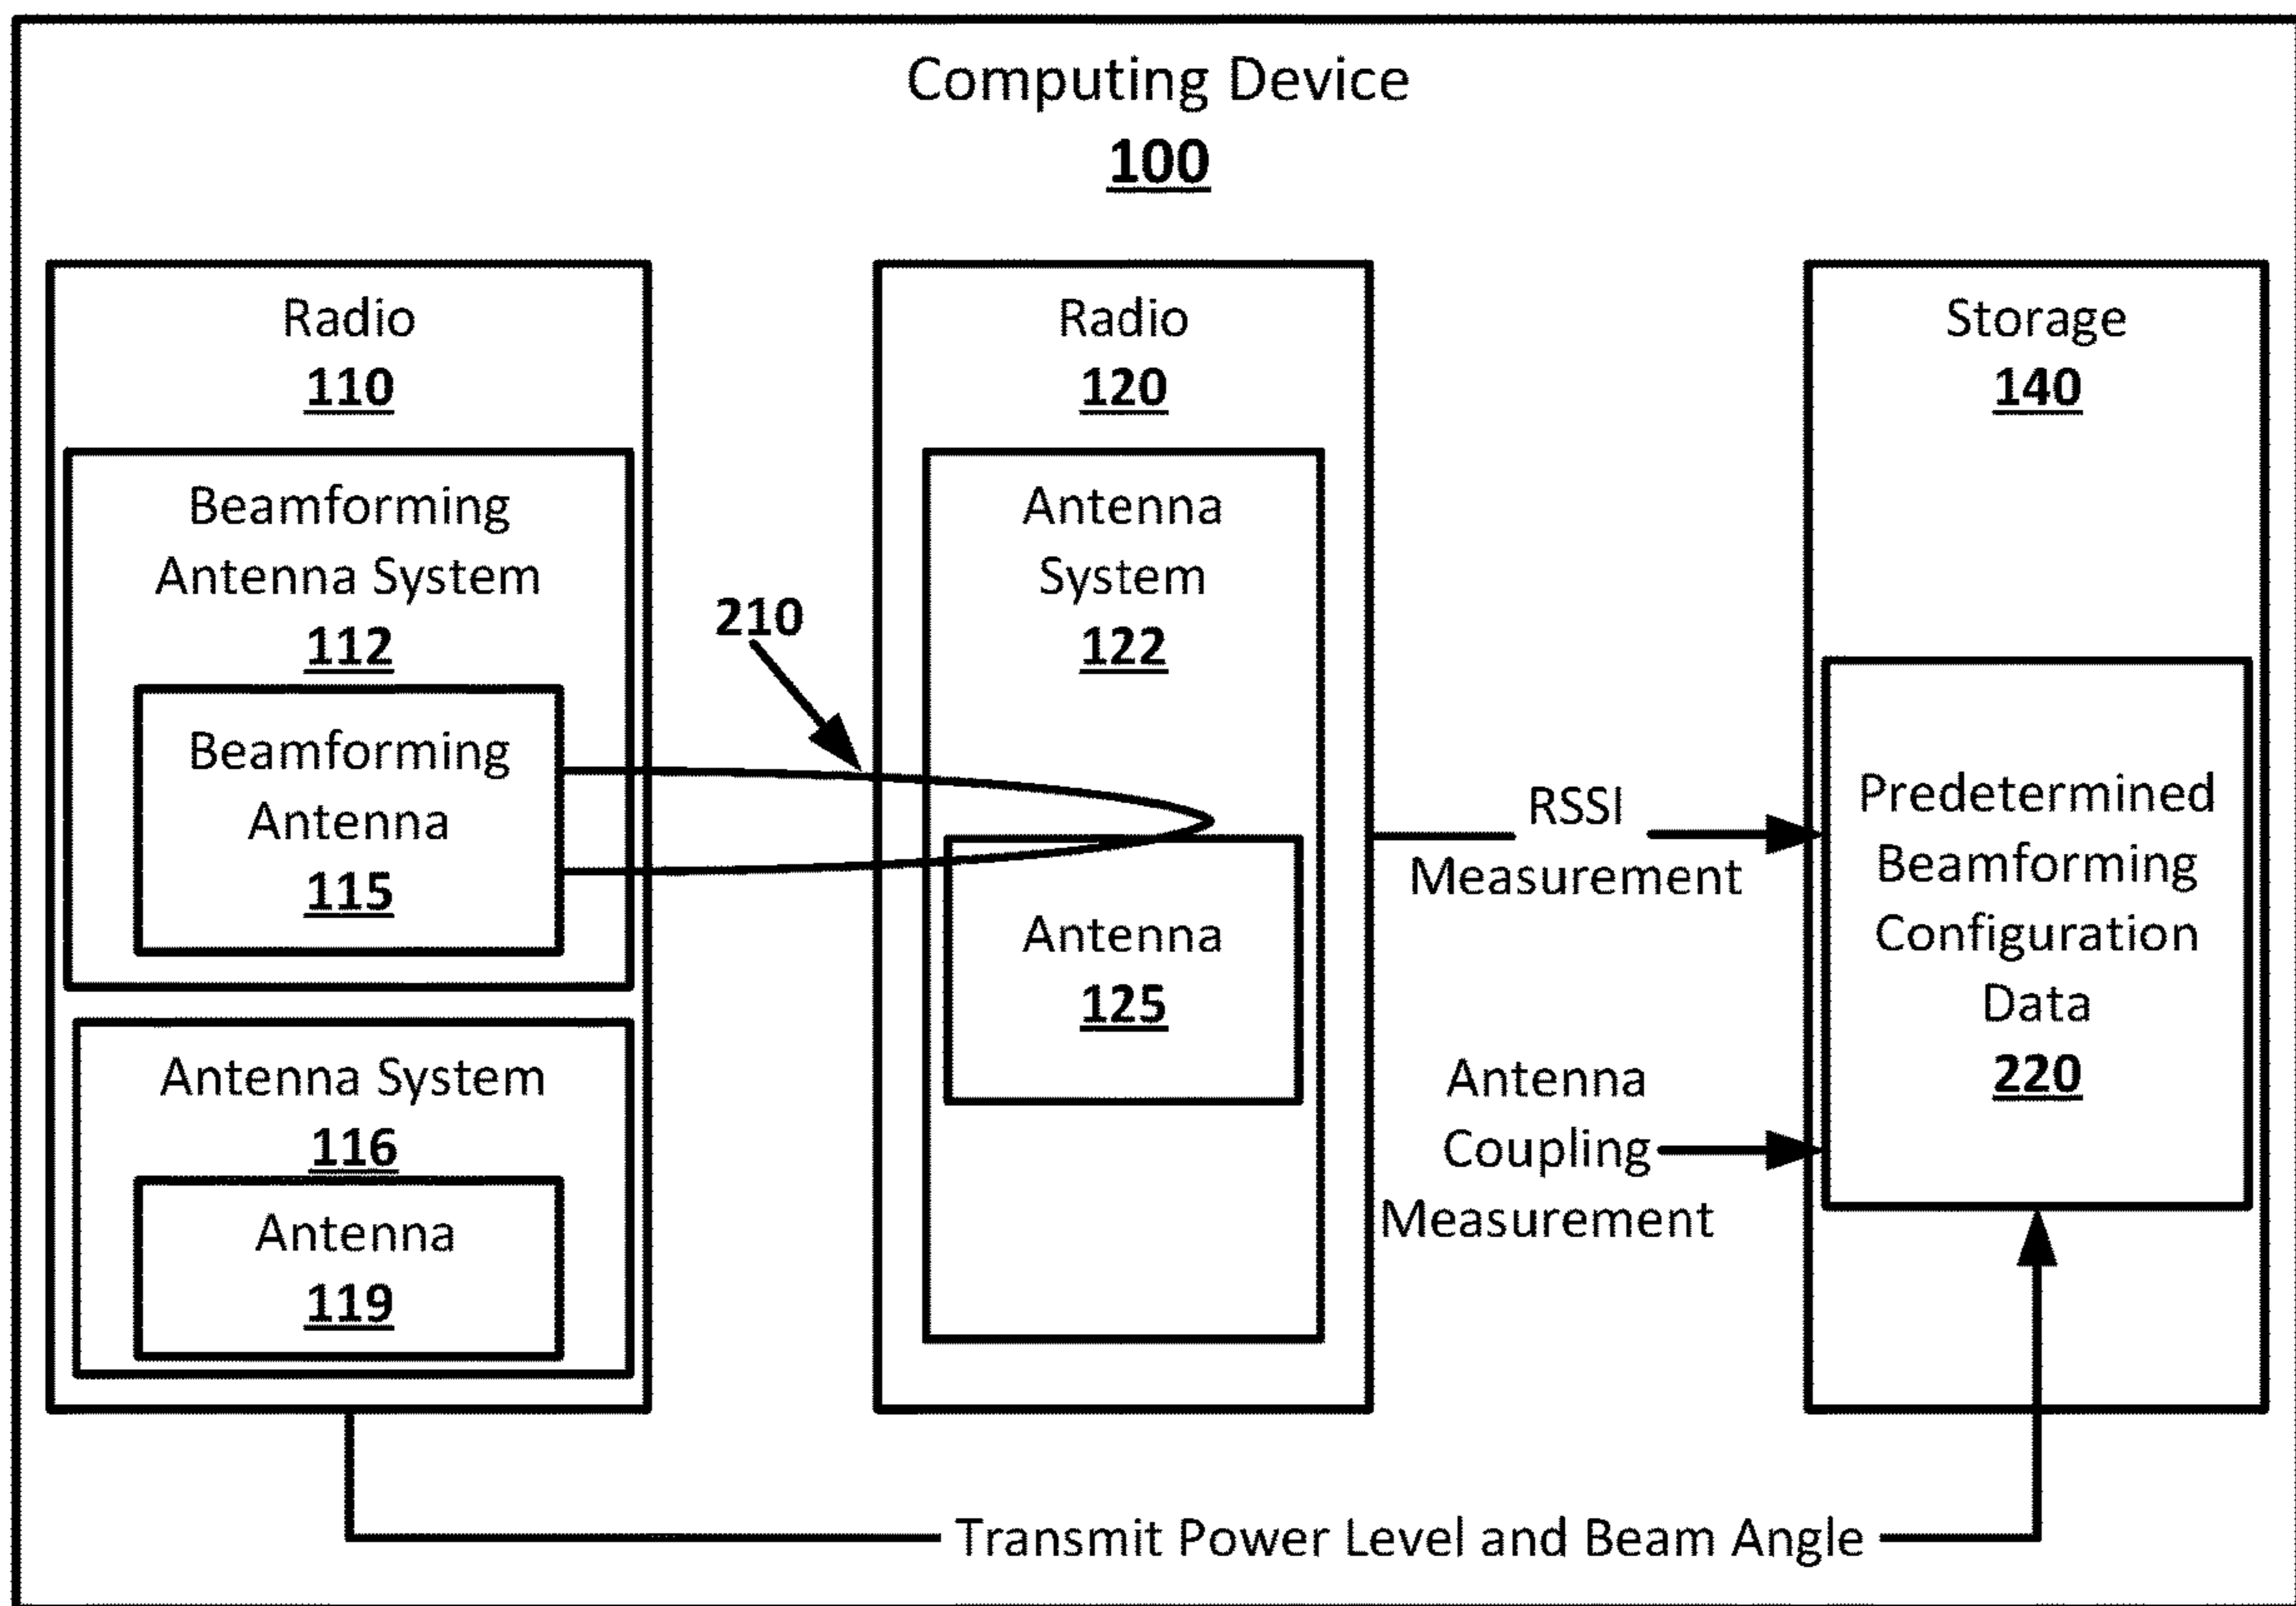 Computing Device
100
Radio
110
Beamforming
Antenna System
112
Beamforming
Antenna
115
Antenna System
116
Antenna
119
210
Radio
120
Antenna
System
122
Antenna
125
RSSI
Measurement
Antenna
Coupling
Measurement
Storage
140
Predetermined
Beamforming
Configuration
Data
220
Transmit Power Level and Beam Angle